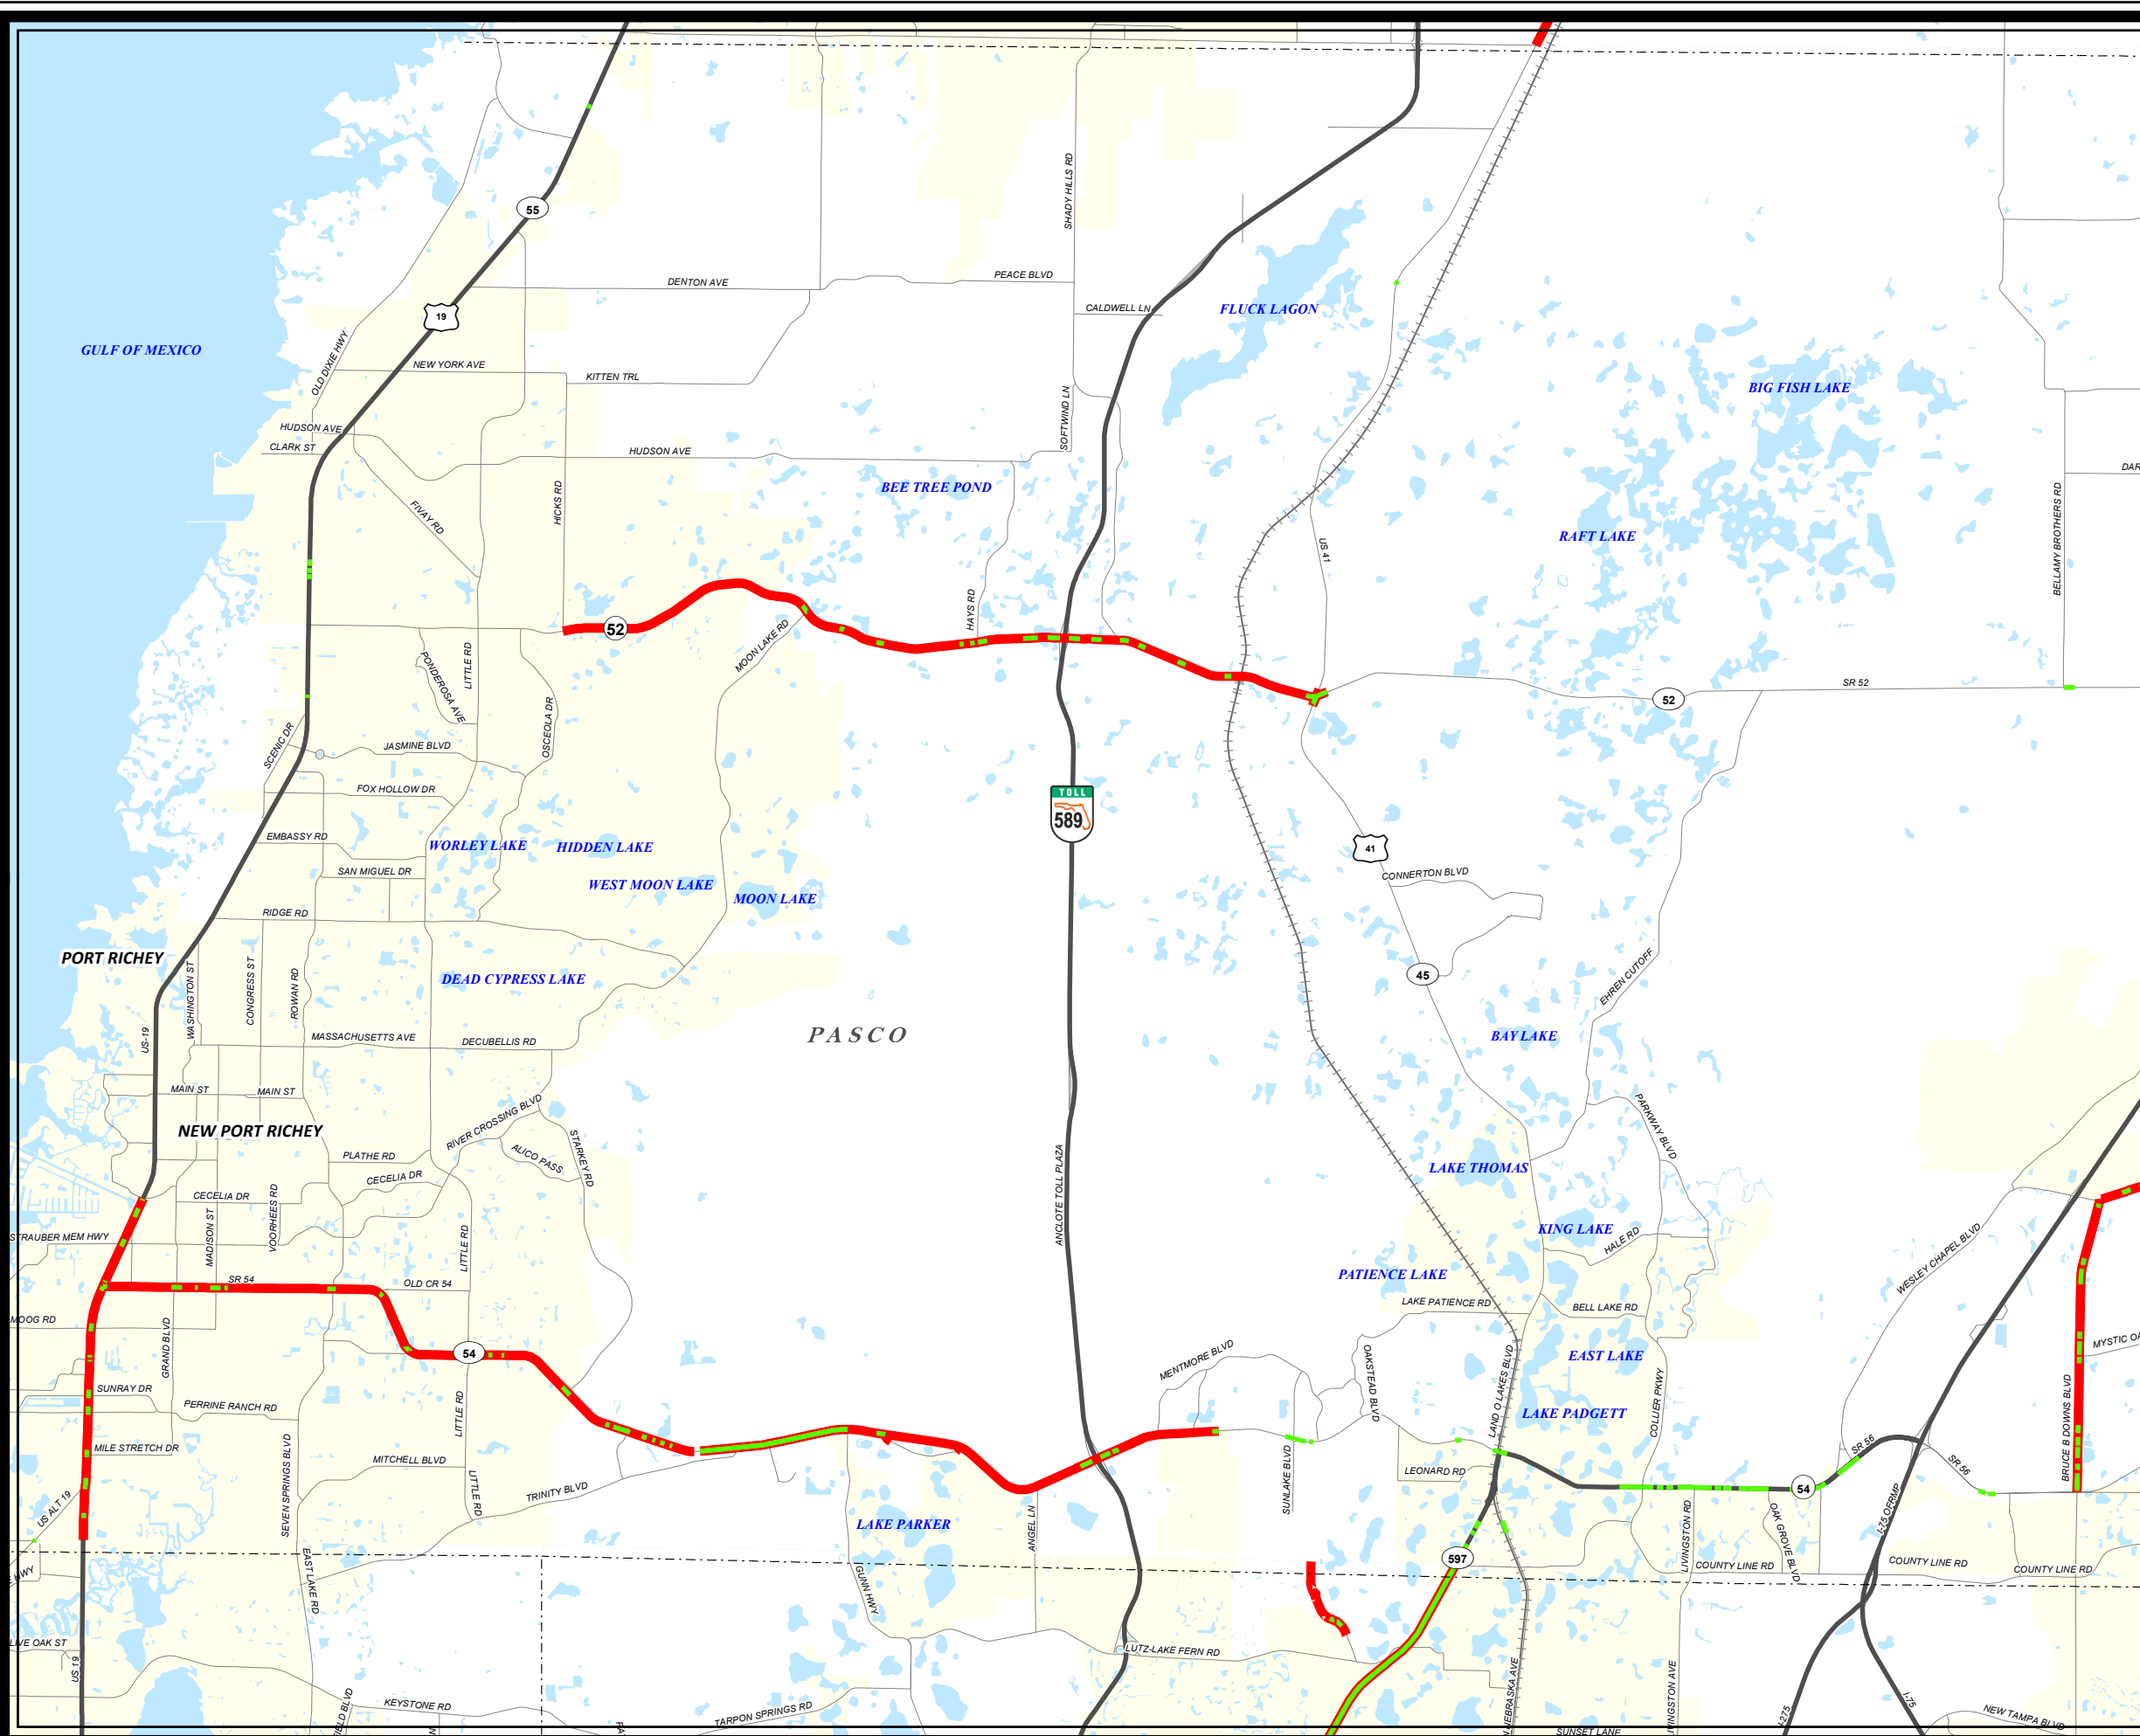 55
SHADY HILLS RD
DENTON AVE
PEACE BLVD
19
CALDWELL LN
FLUCK LAGON
GULF OF MEXICO
OLD DIXIE HWY
NEW YORK AVE
KITTEN TRL
BIG FISH LAKE
SOFTWIND LN
HUDSON AVE
CLARK ST
HUDSON AVE
DAR
BEE TREE POND
HICKS RD
FIVAY RD
BELLAMY BROTHERS RD
RAFT LAKE
US 41
HAYS RD
52
MOON LAKE RD
LITTLE RD
PONDEROSA AVE
SR 52
52
OSCEOLA DR
SCENIC DR
JASMINE BLVD
FOX HOLLOW DR
TOLL
589
EMBASSY RD
WORLEY LAKE
HIDDEN LAKE
41
SAN MIGUEL DR
CONNERTON BLVD
WEST MOON LAKE
MOON LAKE
RIDGE RD
PORT RICHEY
WASHINGTON ST
CONGRESS ST
ROWAN RD
DEAD CYPRESS LAKE
45
EHREN CUTOFF
US-19
MASSACHUSETTS AVE
DECUBELLIS RD
PASCO
BAY LAKE
MAIN ST
MAIN ST
NEW PORT RICHEY
RIVER CROSSING BLVD
PARKWAY BLVD
PLATHE RD
ALICO PASS
STARKEY RD
LAKE THOMAS
CECELIA DR
CECELIA DR
ANCLOTE TOLL PLAZA
VOORHEES RD
MADISON ST
STRAUBER MEM HWY
LITTLE RD
KING LAKE
HALE RD
WESLEY CHAPEL BLVD
SR 54
OLD CR 54
PATIENCE LAKE
LAKE PATIENCE RD
BELL LAKE RD
MOOG RD
GRAND BLVD
54
MENTMORE BLVD
OAKSTEAD BLVD
EAST LAKE
MYSTIC OA
SUNRAY DR
PERRINE RANCH RD
LITTLE RD
LAND O LAKES BLVD
COLLIER PKWY
LAKE PADGETT
BRUCE B DOWNS BLVD
MILE STRETCH DR
SEVEN SPRINGS BLVD
MITCHELL BLVD
SR 56
SR 56
LEONARD RD
LITTLE RD
TRINITY BLVD
SUNLAKE BLVD
54
US ALT 19
I-75 OFRMP
LAKE PARKER
ANGEL LN
LIVINGSTON RD
OAK GROVE BLVD
597
COUNTY LINE RD
COUNTY LINE RD
COUNTY LINE RD
HWY
EAST LAKE RD
GUNN HWY
LIVE OAK ST
LUTZ-LAKE FERN RD
US 19
NEBRASKA AVE
VINGSTON AVE
I-275
I-75
IELD BLVD
KEYSTONE RD
TARPON SPRINGS RD
NEW TAMPA BLVD
SUNSET LANE